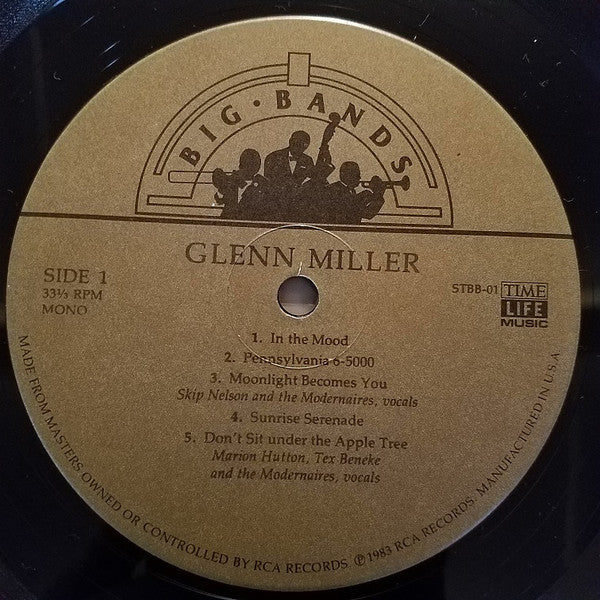 BIG · BANDS
GLENN MILLER
SIDE 1
33⅓ RPM
MONO
STBB-01
TIME
LIFE
MUSIC
1. In the Mood
2. Pennsylvania 6-5000
3. Moonlight Becomes You
Skip Nelson and the Modernaires, vocals
4. Sunrise Serenade
5. Don't Sit under the Apple Tree
Marion Hutton, Tex Beneke
and the Modernaires, vocals
MADE FROM MASTERS OWNED OR CONTROLLED BY RCA RECORDS ℗ 1983 RCA RECORDS. MANUFACTURED IN U.S.A.